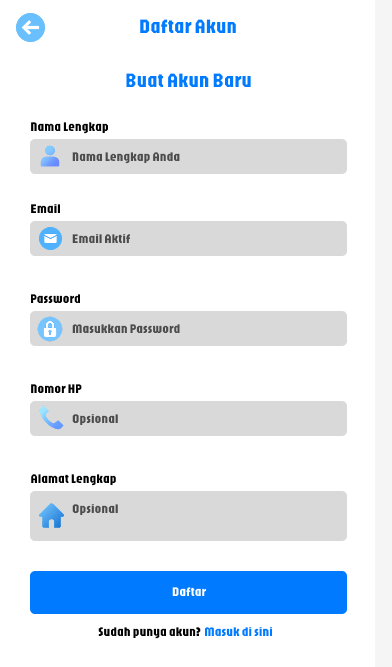 Daftar Akun
Buat Akun Baru
Nama Lengkap
Nama Lengkap Anda
Email
Email Aktif
Password
Masukkan Password
Nomor HP
Opsional
Alamat Lengkap
Opsional
Daftar
Sudah punya akun? Masuk di sini